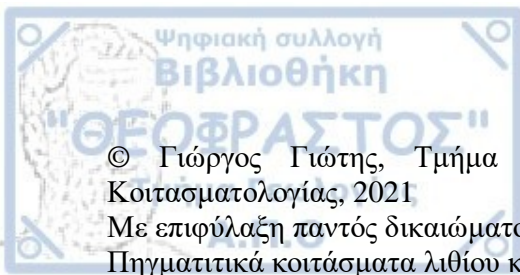 Ψηφιακή συλλογή
Βιβλιοθήκη
"ΘΕΟΦΡΑΣΤΟΣ"
© Γιώργος Γιώτης, Τμήμα
Κοιτασματολογίας, 2021
Με επιφύλαξη παντός δικαιώματο
Α.Π.Θ
Πηγματιτικά κοιτάσματα λιθίου κ